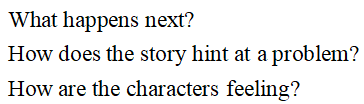 What happens next?
How does the story hint at a problem?
How are the characters feeling?